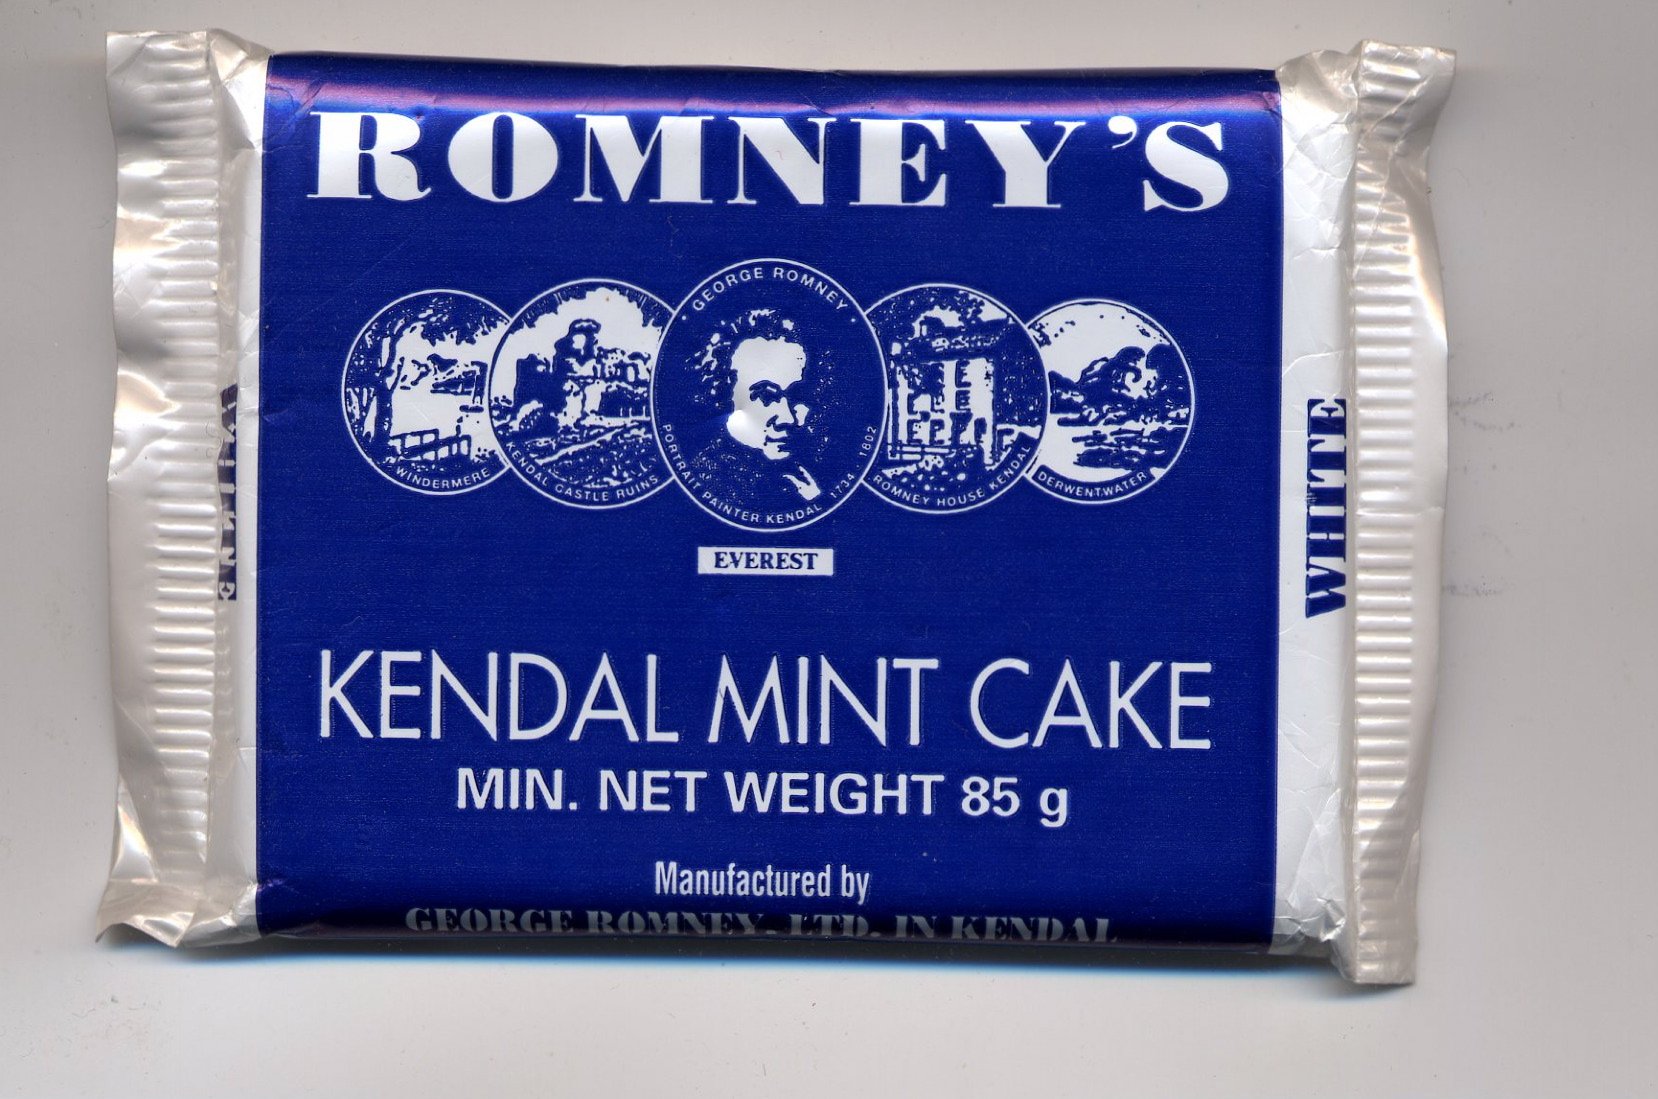 ROMNEY'S
GEORGE ROMNEY
PORTRAIT PAINTER KENDAL 1734 1802
WINDERMERE
KENDAL CASTLE RUINS
ROMNEY HOUSE KENDAL
DERWENTWATER
EVEREST
KENDAL MINT CAKE
MIN. NET WEIGHT 85 g
Manufactured by
GEORGE ROMNEY. LTD. IN KENDAL
WHITE